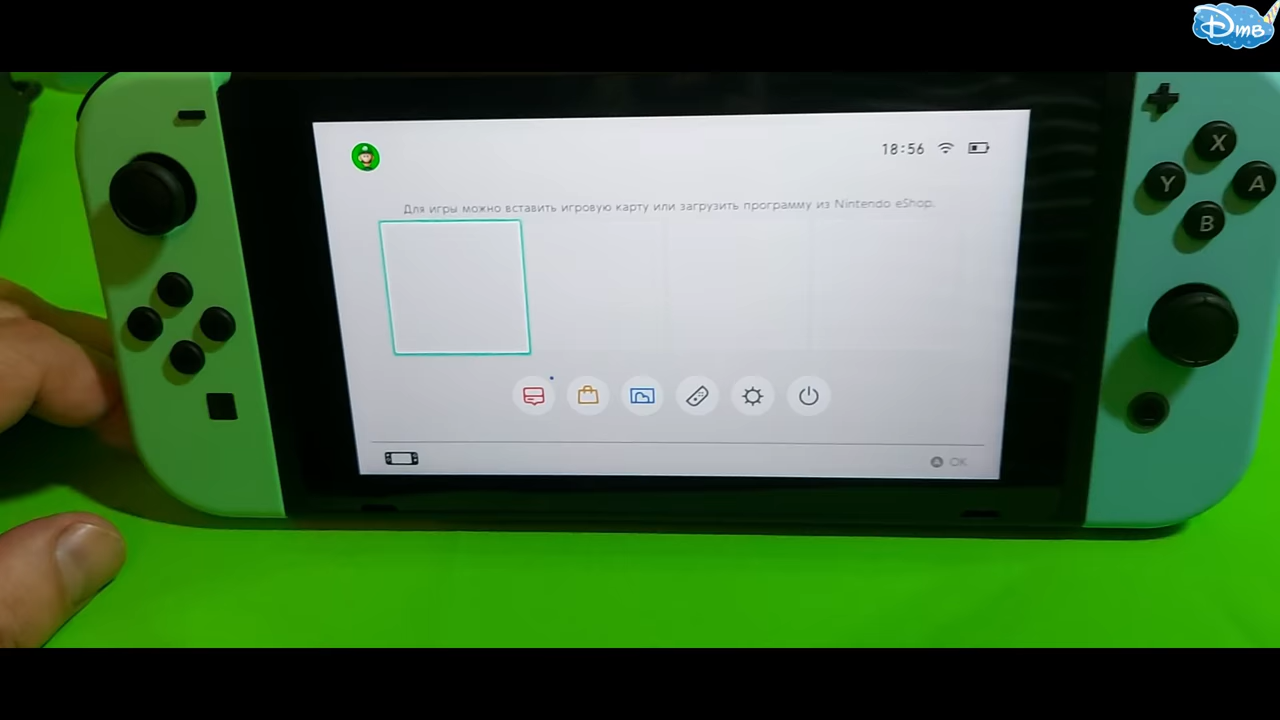 Dmb
18:56
Для игры можно вставить игровую карту или загрузить программу из Nintendo eShop.
X
Y
A
B
A OK